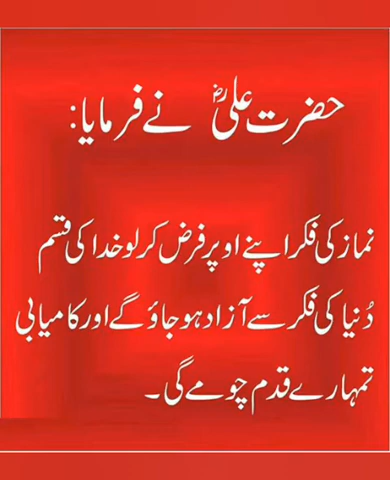 حضرت علیؓ نے فرمایا:
نماز کی فکر اپنے اوپر فرض کر لو خدا کی قسم
دُنیا کی فکر سے آزاد ہو جاؤ گے اور کامیابی
تمہارے قدم چومے گی۔